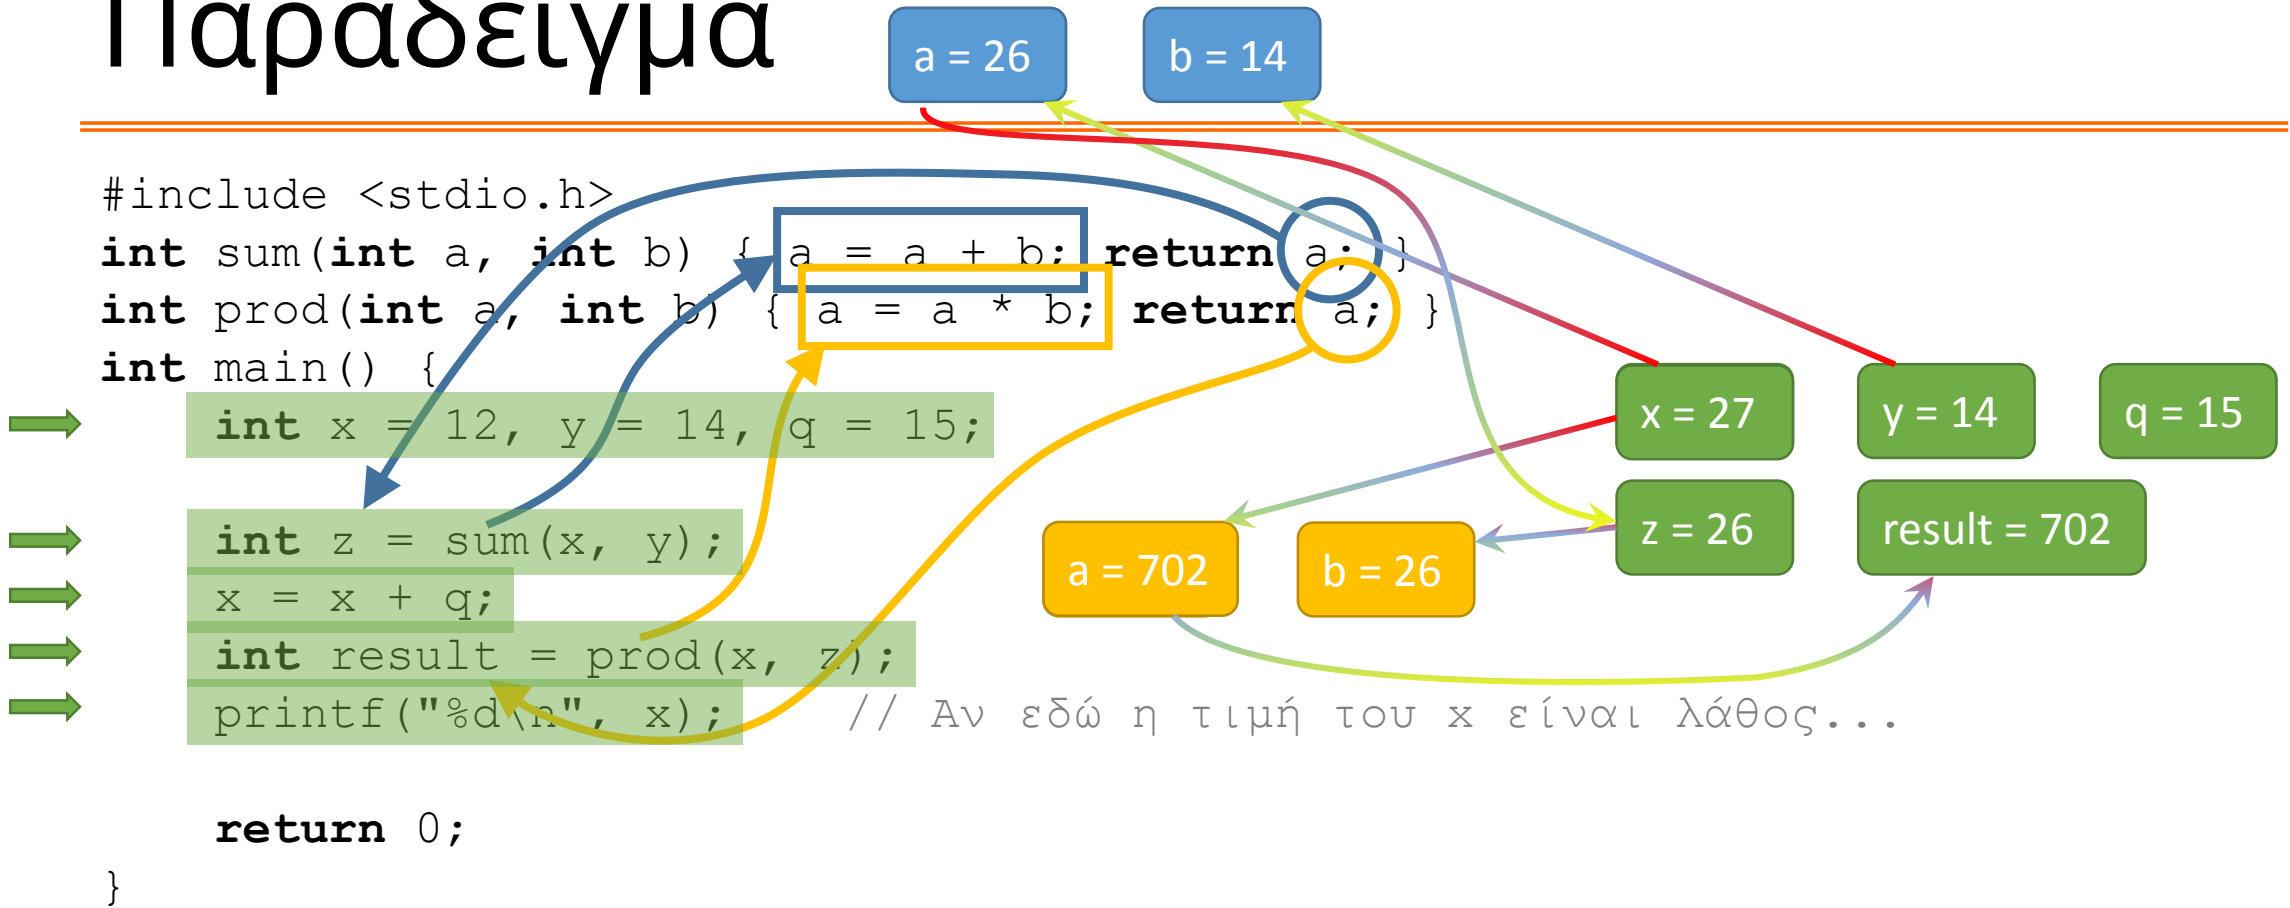 Παράδειγμα
a = 26
b = 14
#include <stdio.h>
int sum(int a, int b) { a = a + b; return a; }
int prod(int a, int b) { a = a * b; return a; }
int main() {
int x = 12, y = 14, q = 15;
x = 27
y = 14
q = 15
int z = sum(x, y);
z = 26
result = 702
a = 702
b = 26
x = x + q;
int result = prod(x, z);
printf("%d\n", x); // Αν εδώ η τιμή του x είναι λάθος...
return 0;
}